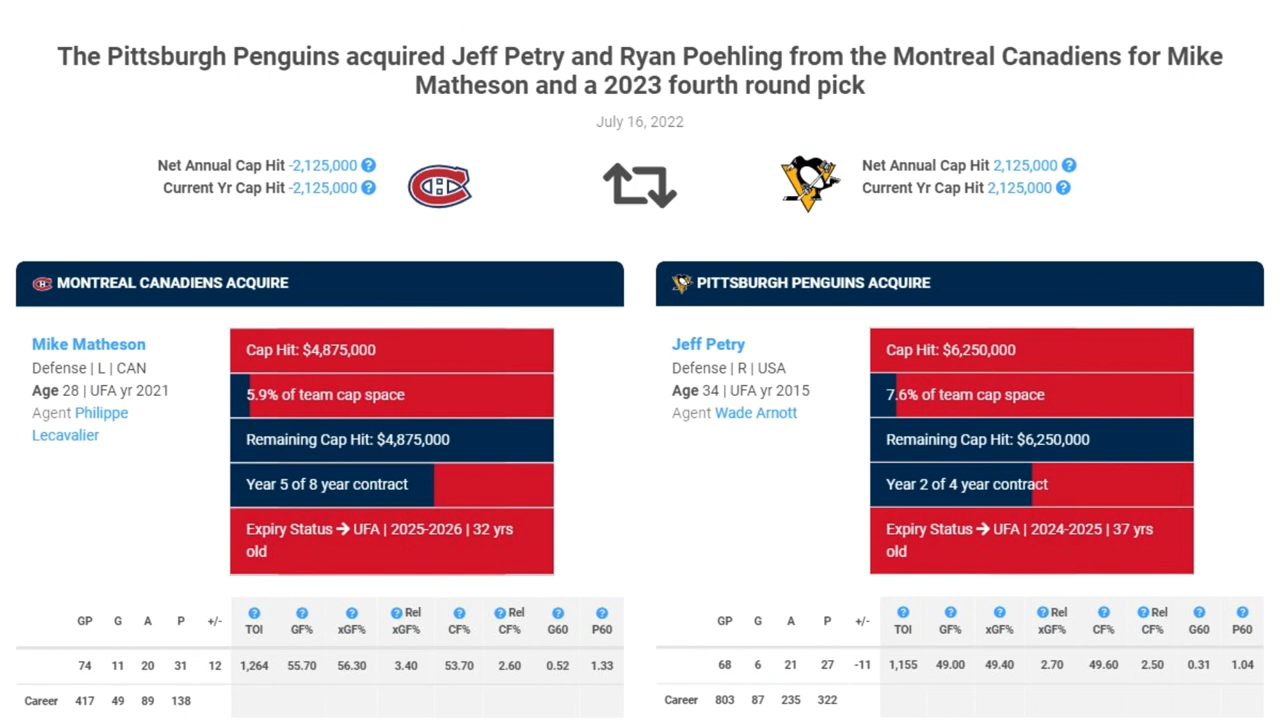 The Pittsburgh Penguins acquired Jeff Petry and Ryan Poehling from the Montreal Canadiens for Mike
Matheson and a 2023 fourth round pick
July 16, 2022
Net Annual Cap Hit -2,125,000 ?
Current Yr Cap Hit -2,125,000 ?
Net Annual Cap Hit 2,125,000 ?
Current Yr Cap Hit 2,125,000 ?
MONTREAL CANADIENS ACQUIRE
Mike Matheson
Defense | L | CAN
Age 28 | UFA yr 2021
Agent Philippe
Lecavalier
Cap Hit: $4,875,000
5.9% of team cap space
Remaining Cap Hit: $4,875,000
Year 5 of 8 year contract
Expiry Status → UFA | 2025-2026 | 32 yrs
old
GP G A P +/- ? TOI ? GF% ? xGF% ? Rel xGF% ? CF% ? Rel CF% ? G60 ? P60
74 11 20 31 12 1,264 55.70 56.30 3.40 53.70 2.60 0.52 1.33
Career 417 49 89 138
PITTSBURGH PENGUINS ACQUIRE
Jeff Petry
Defense | R | USA
Age 34 | UFA yr 2015
Agent Wade Arnott
Cap Hit: $6,250,000
7.6% of team cap space
Remaining Cap Hit: $6,250,000
Year 2 of 4 year contract
Expiry Status → UFA | 2024-2025 | 37 yrs
old
GP G A P +/- ? TOI ? GF% ? xGF% ? Rel xGF% ? CF% ? Rel CF% ? G60 ? P60
68 6 21 27 -11 1,155 49.00 49.40 2.70 49.60 2.50 0.31 1.04
Career 803 87 235 322